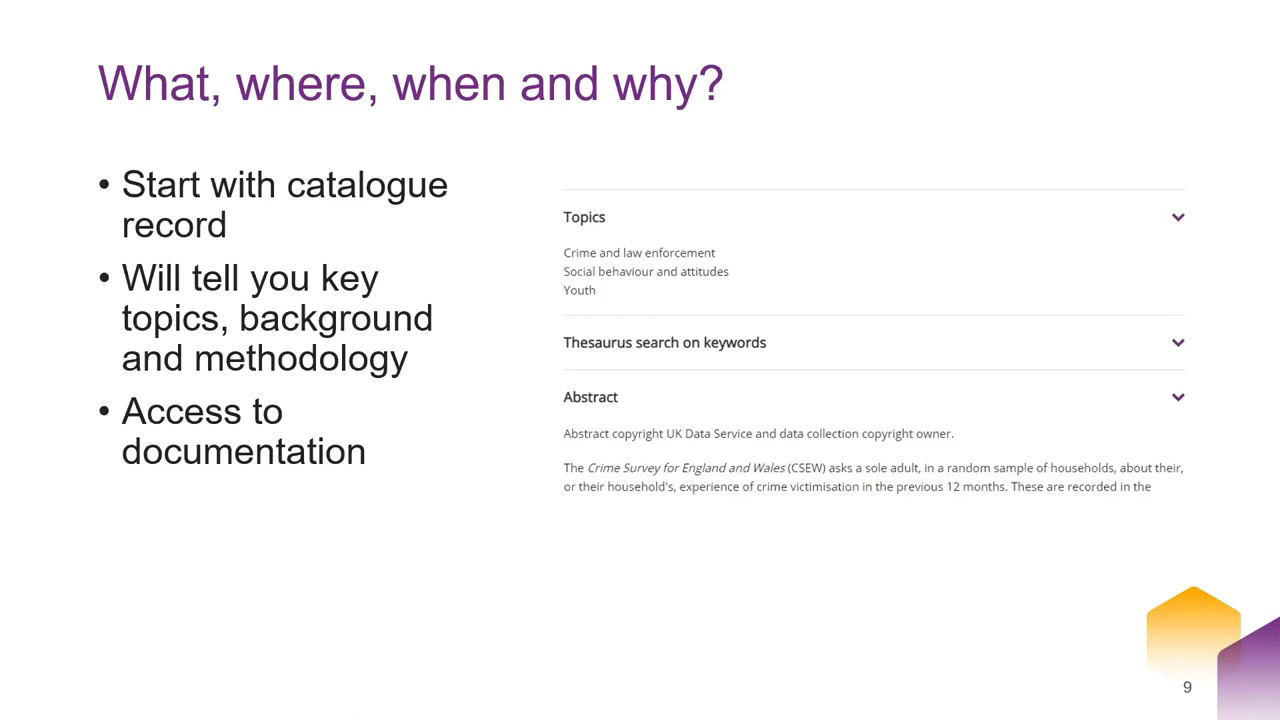 What, where, when and why?
• Start with catalogue
record
• Will tell you key
topics, background
and methodology
• Access to
documentation
Topics
Crime and law enforcement
Social behaviour and attitudes
Youth
Thesaurus search on keywords
Abstract
Abstract copyright UK Data Service and data collection copyright owner.
The Crime Survey for England and Wales (CSEW) asks a sole adult, in a random sample of households, about their,
or their household's, experience of crime victimisation in the previous 12 months. These are recorded in the
9